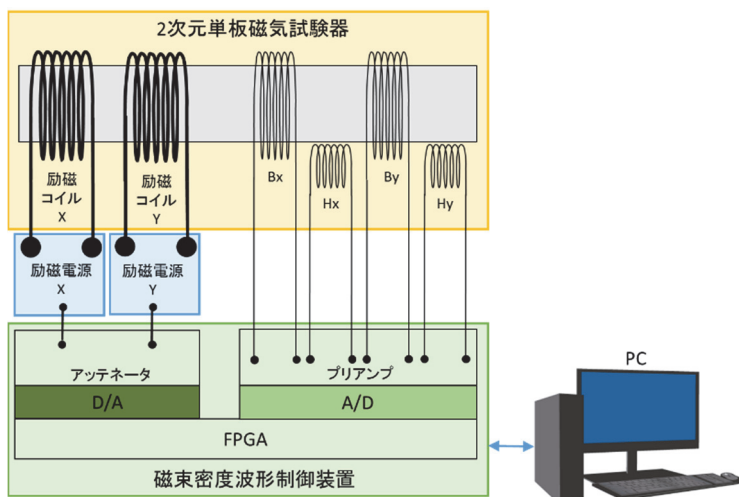 2次元単板磁気試験器
励磁
コイル
X
励磁
コイル
Y
Bx
Hx
By
Hy
励磁電源
X
励磁電源
Y
アッテネータ
プリアンプ
D/A
A/D
FPGA
磁束密度波形制御装置
PC